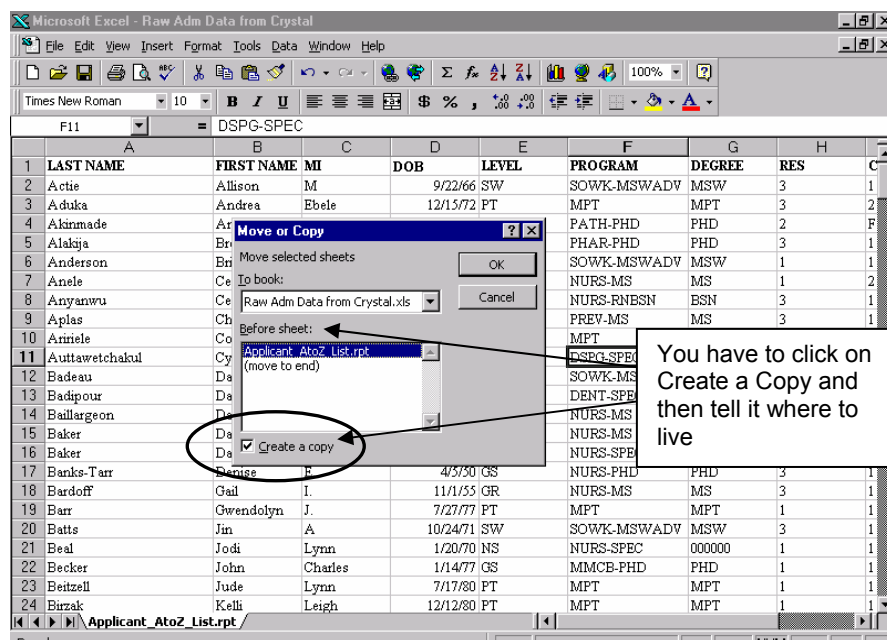 Microsoft Excel - Raw Adm Data from Crystal
File Edit View Insert Format Tools Data Window Help
100%
Times New Roman 10 B I U $ % ,
F11 = DSPG-SPEC
A B C D E F G H
1 LAST NAME FIRST NAME MI DOB LEVEL PROGRAM DEGREE RES
2 Actie Allison M 9/22/66 SW SOWK-MSWADV MSW 3 1
3 Aduka Andrea Ebele 12/15/72 PT MPT MPT 3 2
4 Akinmade PATH-PHD PHD 2 F
5 Alakija PHAR-PHD PHD 3 1
6 Anderson SOWK-MSWADV MSW 1 1
7 Anele NURS-MS MS 1 2
8 Anyanwu NURS-RNBSN BSN 3 1
9 Aplas PREV-MS MS 3 1
10 Aririele MPT
11 Auttawetchakul DSPG-SPEC
12 Badeau SOWK-MS
13 Badipour DENT-SPE
14 Baillargeon NURS-MS
15 Baker NURS-MS
16 Baker NURS-SPE
17 Banks-Tarr Denise E. 4/5/50 GS NURS-PHD PHD 3 1
18 Bardoff Gail I. 11/1/55 GR NURS-MS MS 3 1
19 Barr Gwendolyn J. 7/27/77 PT MPT MPT 1 1
20 Batts Jin A 10/24/71 SW SOWK-MSWADV MSW 3 1
21 Beal Jodi Lynn 1/20/70 NS NURS-SPEC 000000 1 1
22 Becker John Charles 1/14/77 GS MMCB-PHD PHD 1 1
23 Beitzell Jude Lynn 7/17/80 PT MPT MPT 1 1
24 Birzak Kelli Leigh 12/12/80 PT MPT MPT 1 1
Applicant_AtoZ_List.rpt
Move or Copy
Move selected sheets
OK
To book:
Cancel
Raw Adm Data from Crystal.xls
Before sheet:
Applicant_AtoZ_List.rpt
(move to end)
Create a copy
You have to click on
Create a Copy and
then tell it where to
live